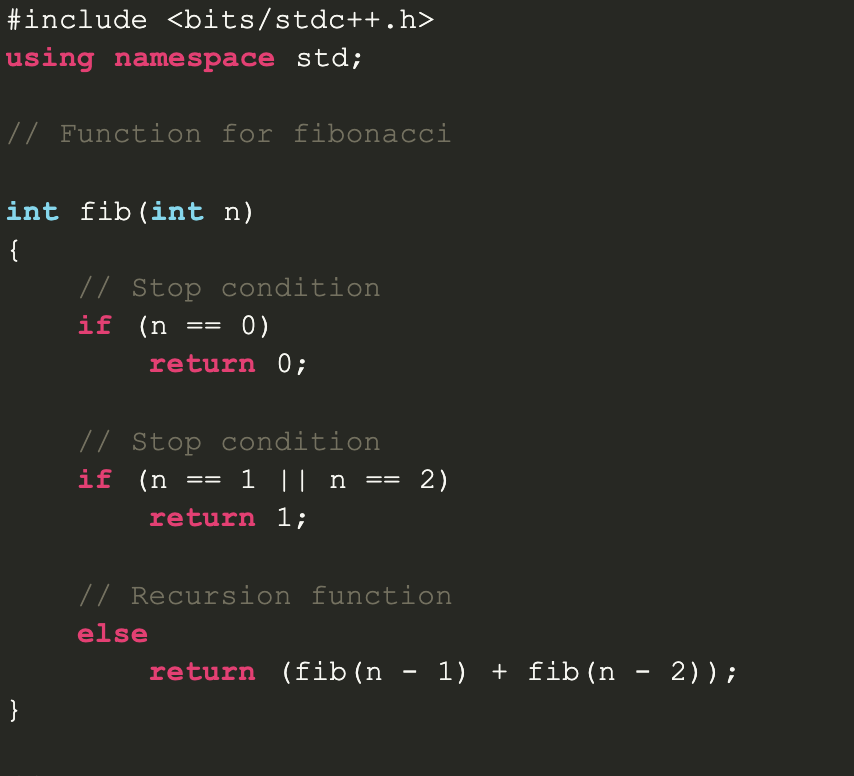 #include <bits/stdc++.h>
using namespace std;

// Function for fibonacci

int fib(int n)
{
    // Stop condition
    if (n == 0)
        return 0;

    // Stop condition
    if (n == 1 || n == 2)
        return 1;

    // Recursion function
    else
        return (fib(n - 1) + fib(n - 2));
}